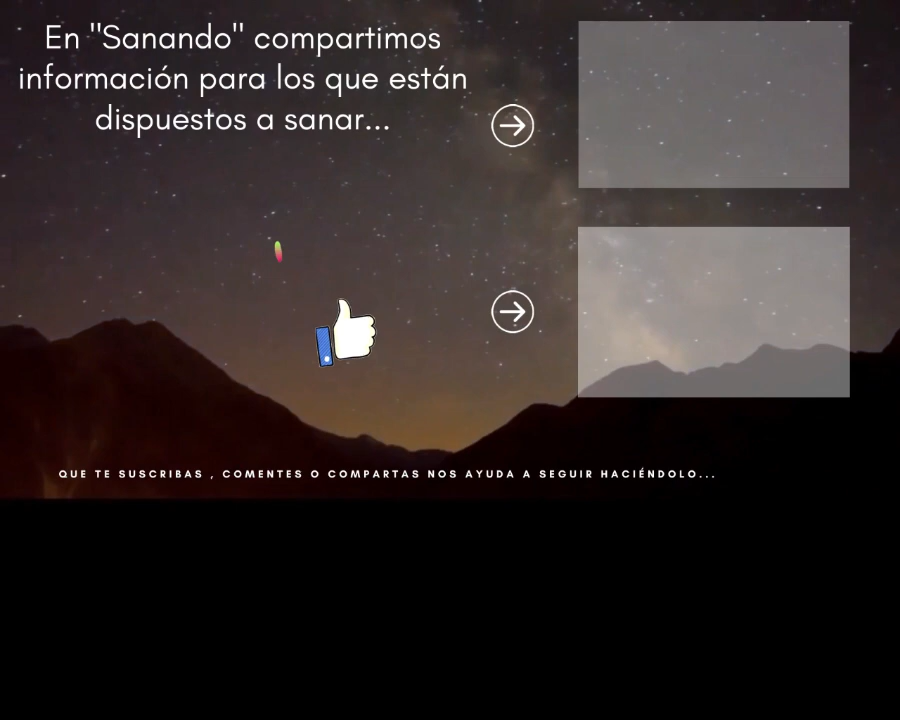 En "Sanando" compartimos
información para los que están
dispuestos a sanar...
QUE TE SUSCRIBAS , COMENTES O COMPARTAS NOS AYUDA A SEGUIR HACIÉNDOLO...